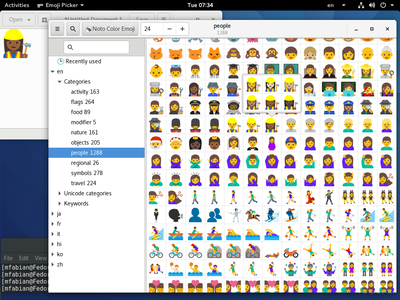 Activities
Emoji Picker
Tue 07:34
en
Open
Untitled Document 1
Save
Noto Color Emoji
24
people
1288
Recently used
en
Categories
activity 163
flags 264
food 89
modifier 5
nature 161
objects 205
people 1288
regional 26
symbols 278
travel 224
Unicode categories
Keywords
ja
fr
it
hi
ko
zh
File Edit
[mfabian@Fedo
[mfabian@Fedo
[mfabian@Fedo
[mfabian@Fedo